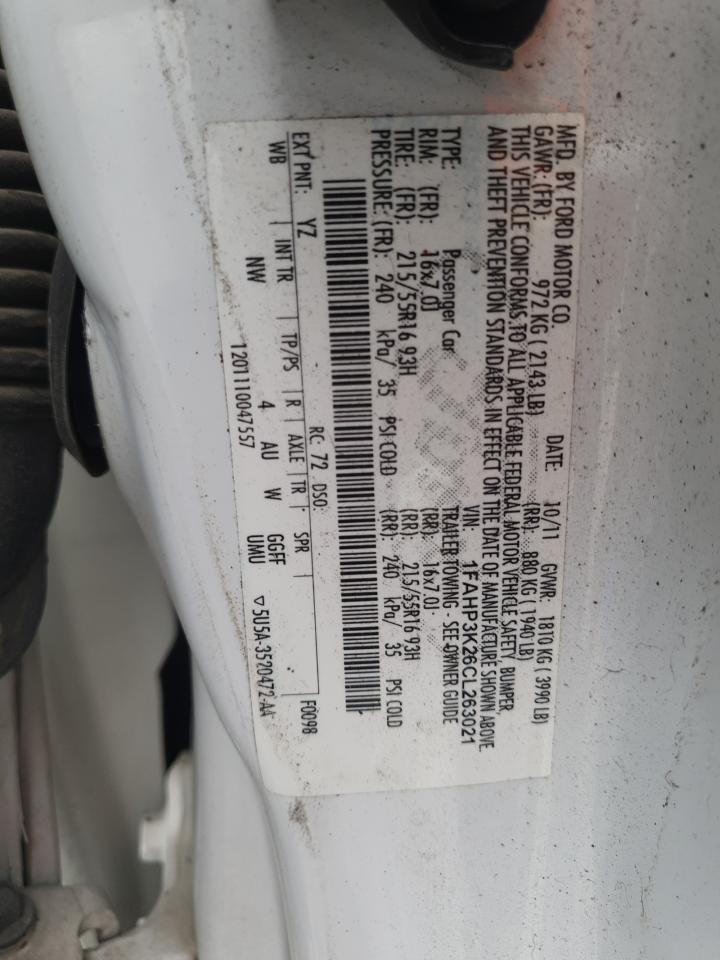 MFD. BY FORD MOTOR CO.
DATE: 10/11 GVWR: 1810 KG ( 3990 LB)
GAWR: (FR): 972 KG ( 2143 LB) (RR): 880 KG ( 1940 LB)
THIS VEHICLE CONFORMS TO ALL APPLICABLE FEDERAL MOTOR VEHICLE SAFETY, BUMPER,
AND THEFT PREVENTION STANDARDS IN EFFECT ON THE DATE OF MANUFACTURE SHOWN ABOVE
VIN: 1FAHP3K26CL263021
TYPE: Passenger Car TRAILER TOWING - SEE OWNER GUIDE
RIM: (FR): 16x7.0J (RR): 16x7.0J
TIRE: (FR): 215/55R16 93H (RR): 215/55R16 93H
PRESSURE: (FR): 240 kPa/ 35 PSI COLD (RR): 240 kPa/ 35 PSI COLD
EXT PNT: YZ RC: 72 DSO: F0098
WB INT TR TP/PS R AXLE TR SPR
NW 4 AU W GGFF
1201110047557 UMU ▽5U5A-3520472-AA